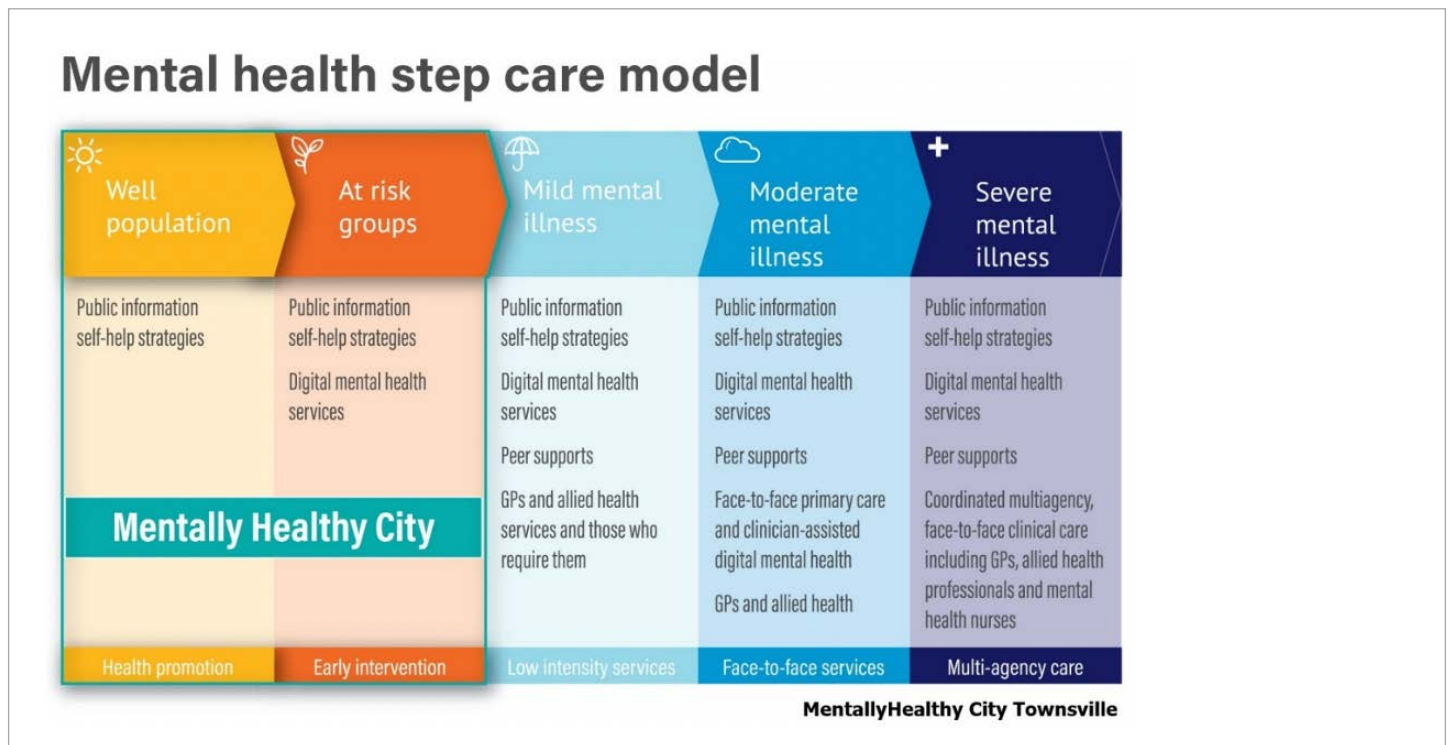 Mental health step care model
Well
population
Public information
self-help strategies
At risk
groups
Public information
self-help strategies
Digital mental health
services
Mentally Healthy City
Health promotion
Early intervention
Mild mental
illness
Public information
self-help strategies
Digital mental health
services
Peer supports
GPs and allied health
services and those who
require them
Low intensity services
Moderate
mental
illness
Public information
self-help strategies
Digital mental health
services
Peer supports
Face-to-face primary care
and clinician-assisted
digital mental health
GPs and allied health
Face-to-face services
Severe
mental
illness
Public information
self-help strategies
Digital mental health
services
Peer supports
Coordinated multiagency,
face-to-face clinical care
including GPs, allied health
professionals and mental
health nurses
Multi-agency care
MentallyHealthy City Townsville